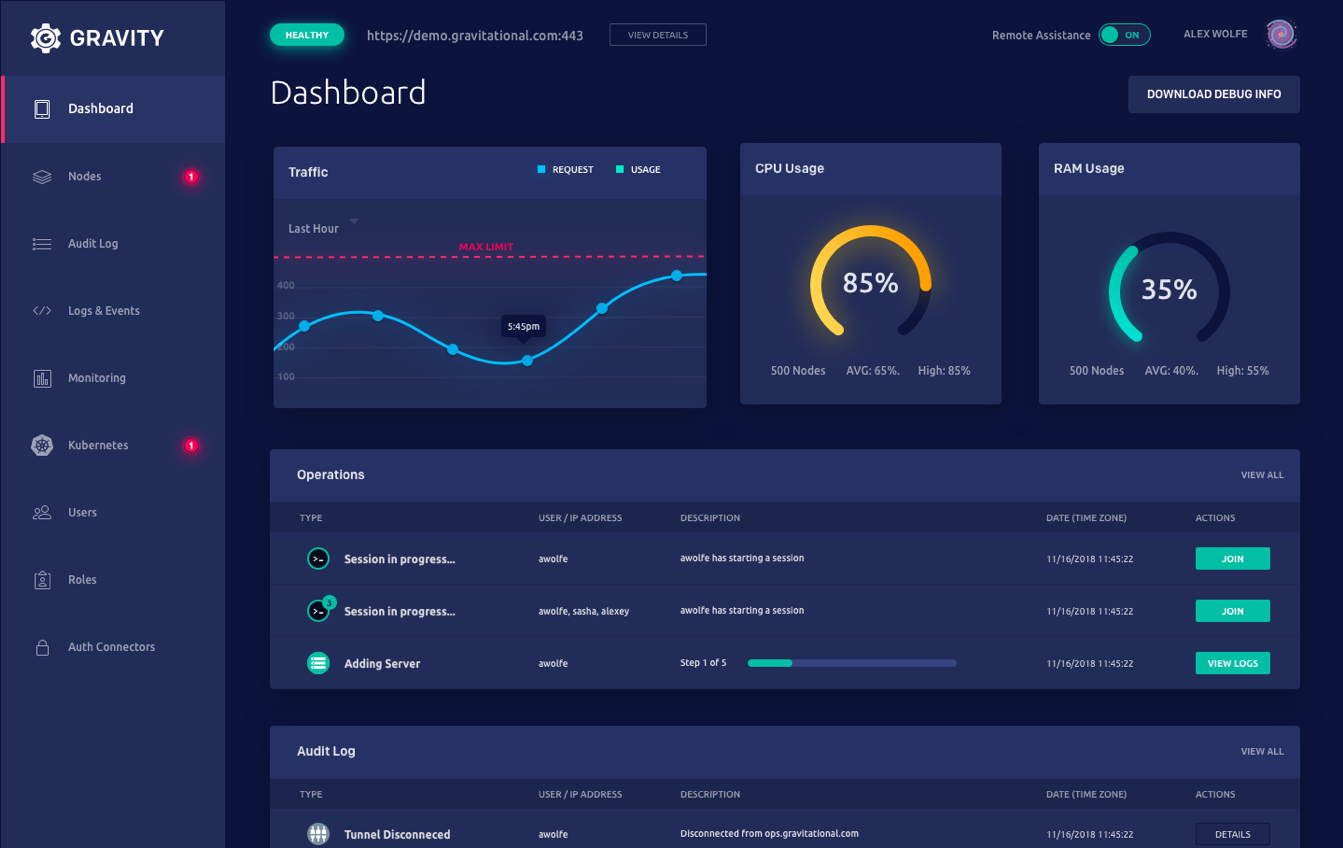 GRAVITY
HEALTHY https://demo.gravitational.com:443 VIEW DETAILS Remote Assistance ON ALEX WOLFE
Dashboard
Nodes 1
Audit Log
Logs & Events
Monitoring
Kubernetes 1
Users
Roles
Auth Connectors
Dashboard DOWNLOAD DEBUG INFO
Traffic REQUEST USAGE
Last Hour
MAX LIMIT
400
300
200
100
5:45pm
CPU Usage
85%
500 Nodes AVG: 65%. High: 85%
RAM Usage
35%
500 Nodes AVG: 40%. High: 55%
Operations VIEW ALL
TYPE USER / IP ADDRESS DESCRIPTION DATE (TIME ZONE) ACTIONS
>_ Session in progress... awolfe awolfe has starting a session 11/16/2018 11:45:22 JOIN
>_ 3 Session in progress... awolfe, sasha, alexey awolfe has starting a session 11/16/2018 11:45:22 JOIN
Adding Server awolfe Step 1 of 5 11/16/2018 11:45:22 VIEW LOGS
Audit Log VIEW ALL
TYPE USER / IP ADDRESS DESCRIPTION DATE (TIME ZONE) ACTIONS
Tunnel Disconneced awolfe Disconnected from ops.gravitational.com 11/16/2018 11:45:22 DETAILS